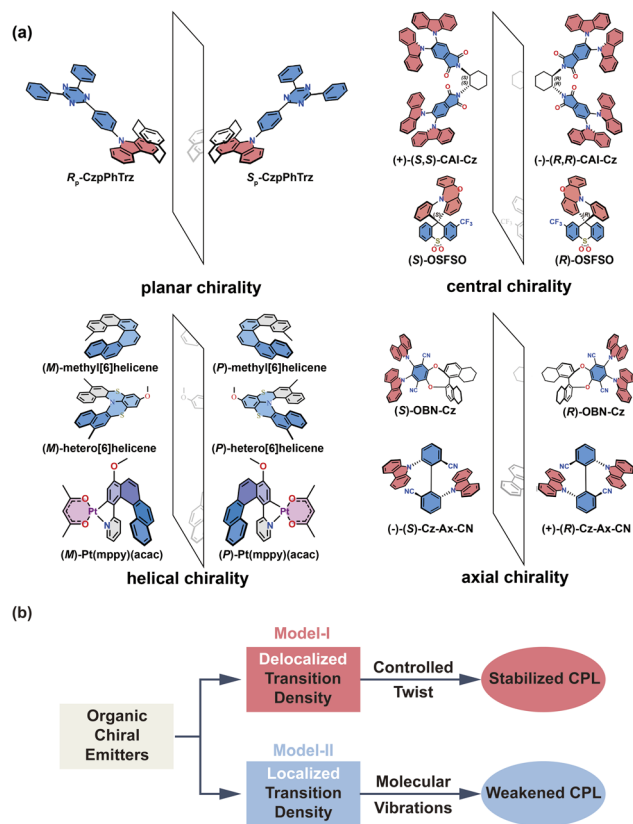 (a)
R_p-CzpPhTrz
S_p-CzpPhTrz
planar chirality
(+)-(S,S)-CAI-Cz
(-)-(R,R)-CAI-Cz
(S)-OSFSO
(R)-OSFSO
central chirality
(M)-methyl[6]helicene
(P)-methyl[6]helicene
(M)-hetero[6]helicene
(P)-hetero[6]helicene
(M)-Pt(mppy)(acac)
(P)-Pt(mppy)(acac)
helical chirality
(S)-OBN-Cz
(R)-OBN-Cz
(-)-(S)-Cz-Ax-CN
(+)-(R)-Cz-Ax-CN
axial chirality
(b)
Organic
Chiral
Emitters
Model-I
Delocalized
Transition
Density
Controlled
Twist
Stabilized CPL
Model-II
Localized
Transition
Density
Molecular
Vibrations
Weakened CPL